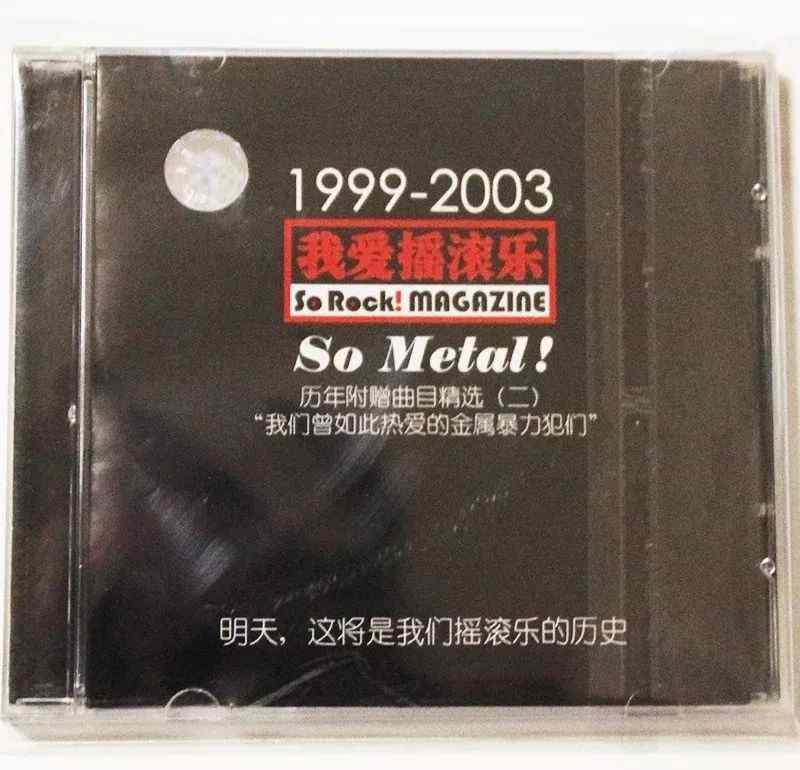 1999-2003
我爱摇滚乐
So Rock! MAGAZINE
So Metal!
历年附赠曲目精选（二）
“我们曾如此热爱的金属暴力犯们”
明天，这将是我们摇滚乐的历史